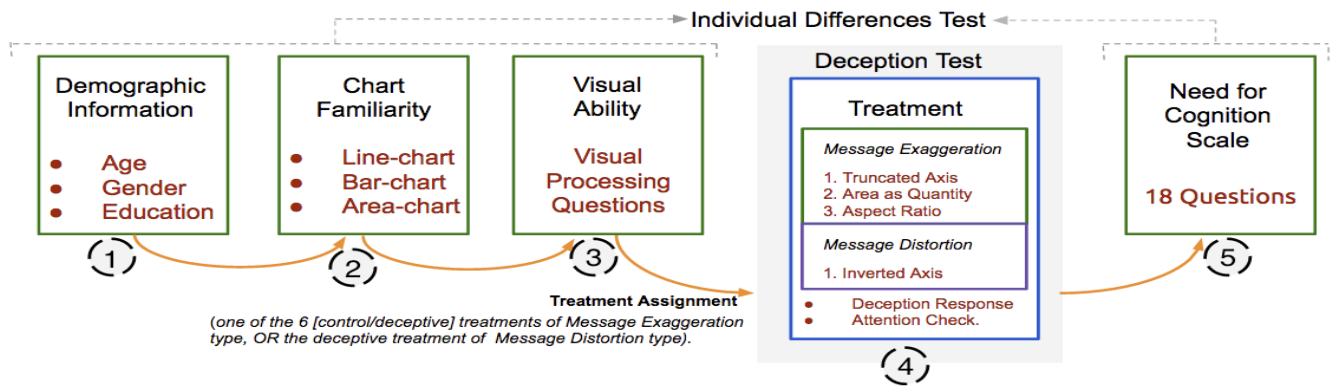 Individual Differences Test
Demographic
Information
• Age
• Gender
• Education
1
Chart
Familiarity
• Line-chart
• Bar-chart
• Area-chart
2
Visual
Ability
Visual
Processing
Questions
3
Treatment Assignment
(one of the 6 [control/deceptive] treatments of Message Exaggeration
type, OR the deceptive treatment of Message Distortion type).
Deception Test
Treatment
Message Exaggeration
1. Truncated Axis
2. Area as Quantity
3. Aspect Ratio
Message Distortion
1. Inverted Axis
• Deception Response
• Attention Check.
4
Need for
Cognition
Scale
18 Questions
5